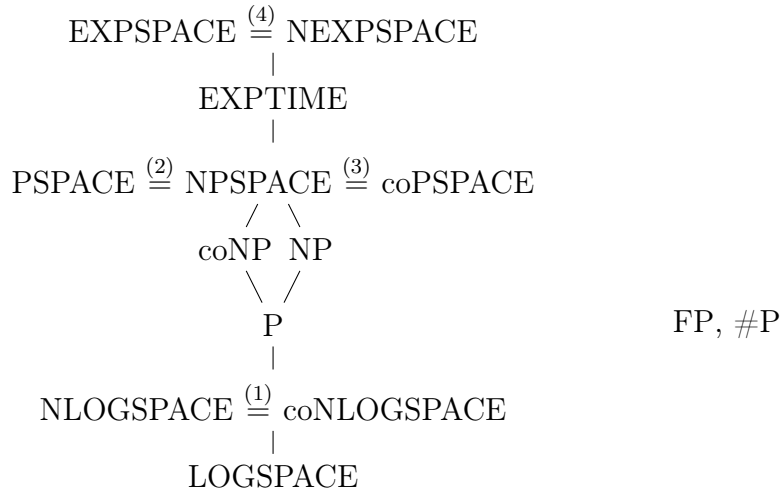 EXPSPACE (4)= NEXPSPACE
EXPTIME
PSPACE (2)= NPSPACE (3)= coPSPACE
coNP NP
P FP, #P
NLOGSPACE (1)= coNLOGSPACE
LOGSPACE